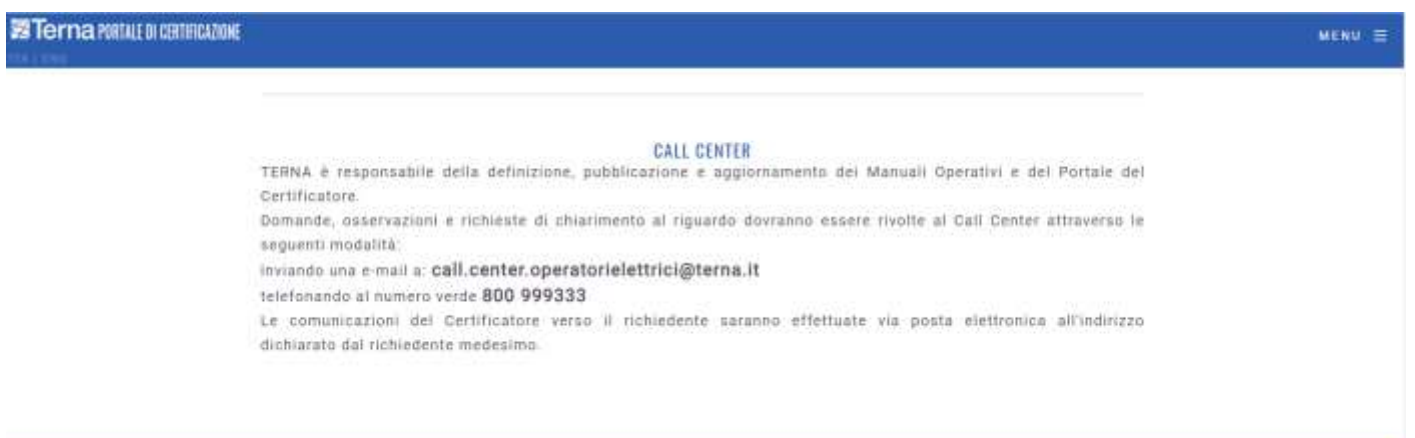 Terna PORTALE DI CERTIFICAZIONE
MENU
ITA / ENG
CALL CENTER
TERNA è responsabile della definizione, pubblicazione e aggiornamento dei Manuali Operativi e del Portale del
Certificatore.
Domande, osservazioni e richieste di chiarimento al riguardo dovranno essere rivolte al Call Center attraverso le
seguenti modalità:
inviando una e-mail a: call.center.operatorielettrici@terna.it
telefonando al numero verde 800 999333
Le comunicazioni del Certificatore verso il richiedente saranno effettuate via posta elettronica all'indirizzo
dichiarato dal richiedente medesimo.